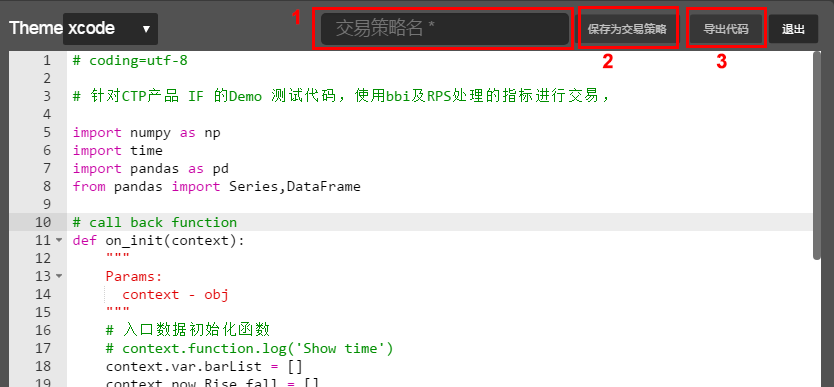 1
Theme xcode ▼ 交易策略名 * 保存为交易策略 导出代码 退出
2 3
1 # coding=utf-8
2
3 # 针对CTP产品 IF 的Demo 测试代码，使用bbi及RPS处理的指标进行交易，
4
5 import numpy as np
6 import time
7 import pandas as pd
8 from pandas import Series,DataFrame
9
10 # call back function
11 def on_init(context):
12 """
13 Params:
14 context - obj
15 """
16 # 入口数据初始化函数
17 # context.function.log('Show time')
18 context.var.barList = []
19 context.now_Rise_fall = []